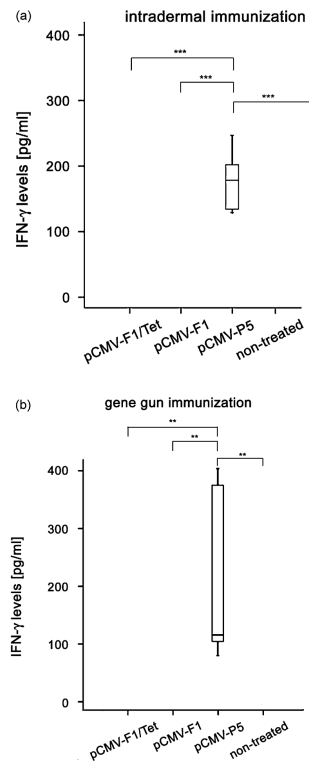 (a) intradermal immunization
***
***
***
400
300
200
100
0
IFN-γ levels [pg/ml]
pCMV-F1/Tet
pCMV-F1
pCMV-P5
non-treated
(b) gene gun immunization
**
**
**
400
300
200
100
0
IFN-γ levels [pg/ml]
pCMV-F1/Tet
pCMV-F1
pCMV-P5
non-treated